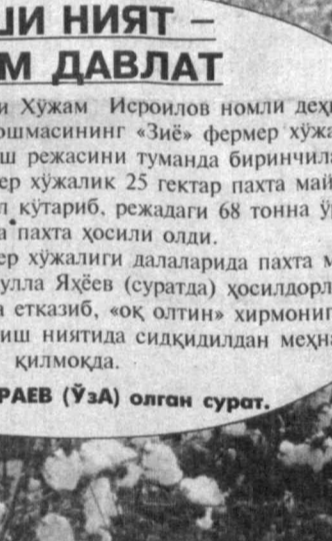 ШИ НИЯТ –
М ДАВЛАТ
и Хўжам Исроилов номли деҳ
ошмасининг «Зиё» фермер хўжа
ш режасини туманда биринчила
ер хўжалик 25 гектар пахта май
л кўтариб, режадаги 68 тонна ў
а пахта ҳосили олди.
ер хўжалиги далаларида пахта м
улла Яҳёев (суратда) ҳосилдорл
а етказиб, «оқ олтин» хирмониг
иш ниятида сидқидилдан меҳна
қилмоқда.
РАЕВ (ЎзА) олган сурат.